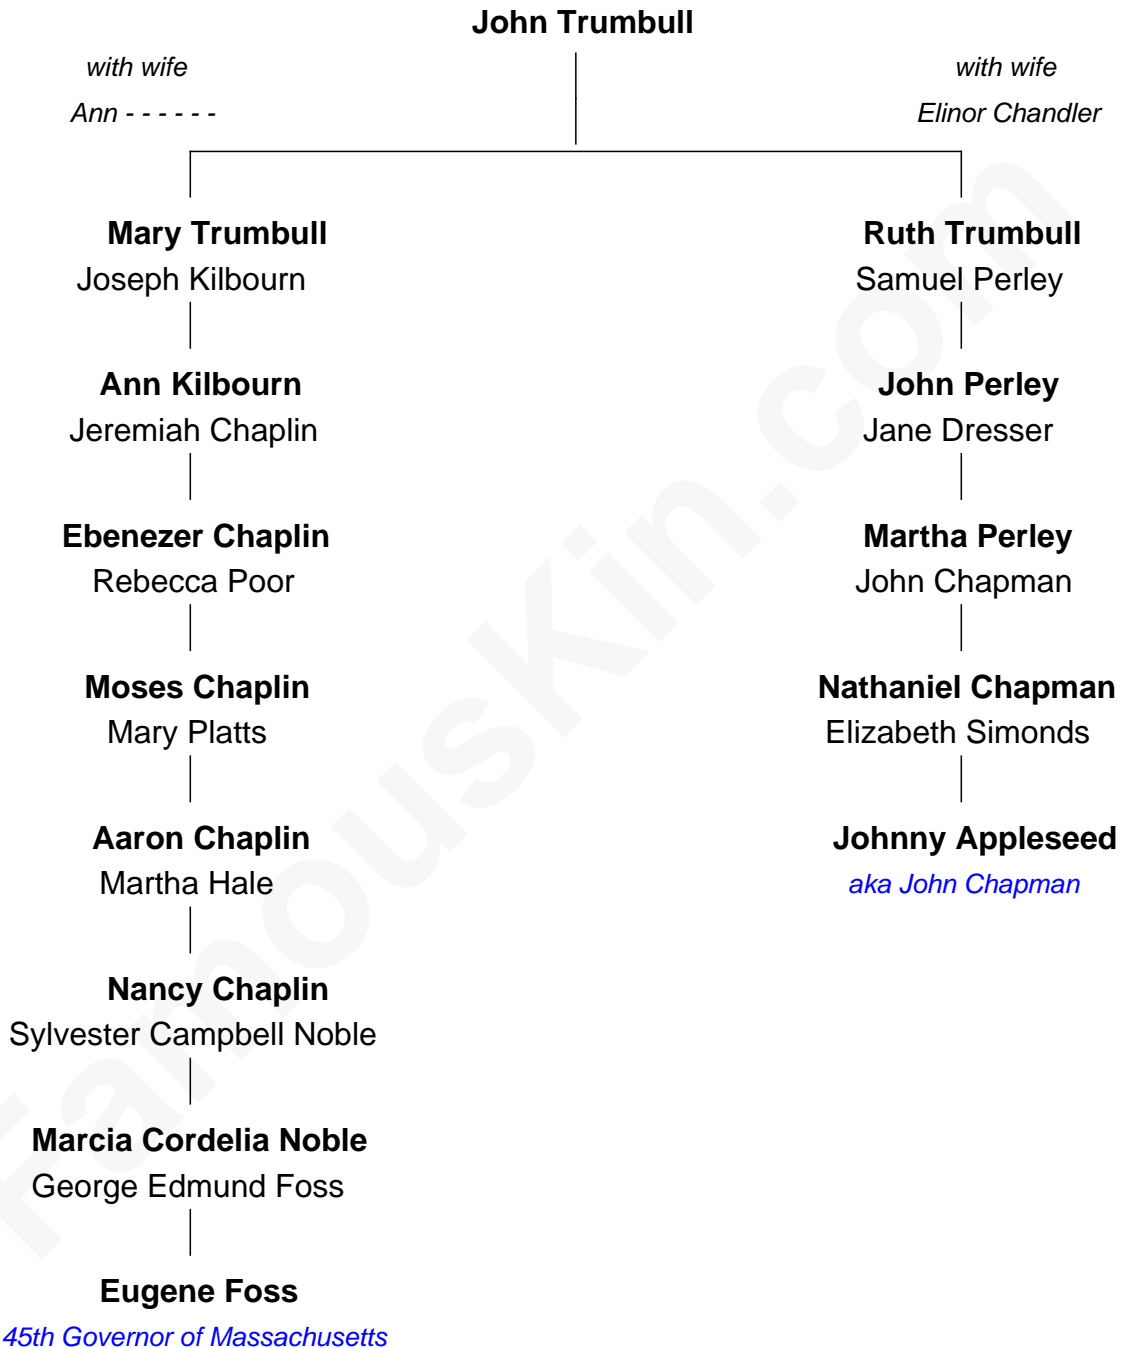 John Trumbull
with wife
Ann - - - - - -
with wife
Elinor Chandler
Mary Trumbull
Joseph Kilbourn
Ruth Trumbull
Samuel Perley
Ann Kilbourn
Jeremiah Chaplin
John Perley
Jane Dresser
Ebenezer Chaplin
Rebecca Poor
Martha Perley
John Chapman
Moses Chaplin
Mary Platts
Nathaniel Chapman
Elizabeth Simonds
Aaron Chaplin
Martha Hale
Johnny Appleseed
aka John Chapman
Nancy Chaplin
Sylvester Campbell Noble
Marcia Cordelia Noble
George Edmund Foss
Eugene Foss
45th Governor of Massachusetts
FamousKin.com